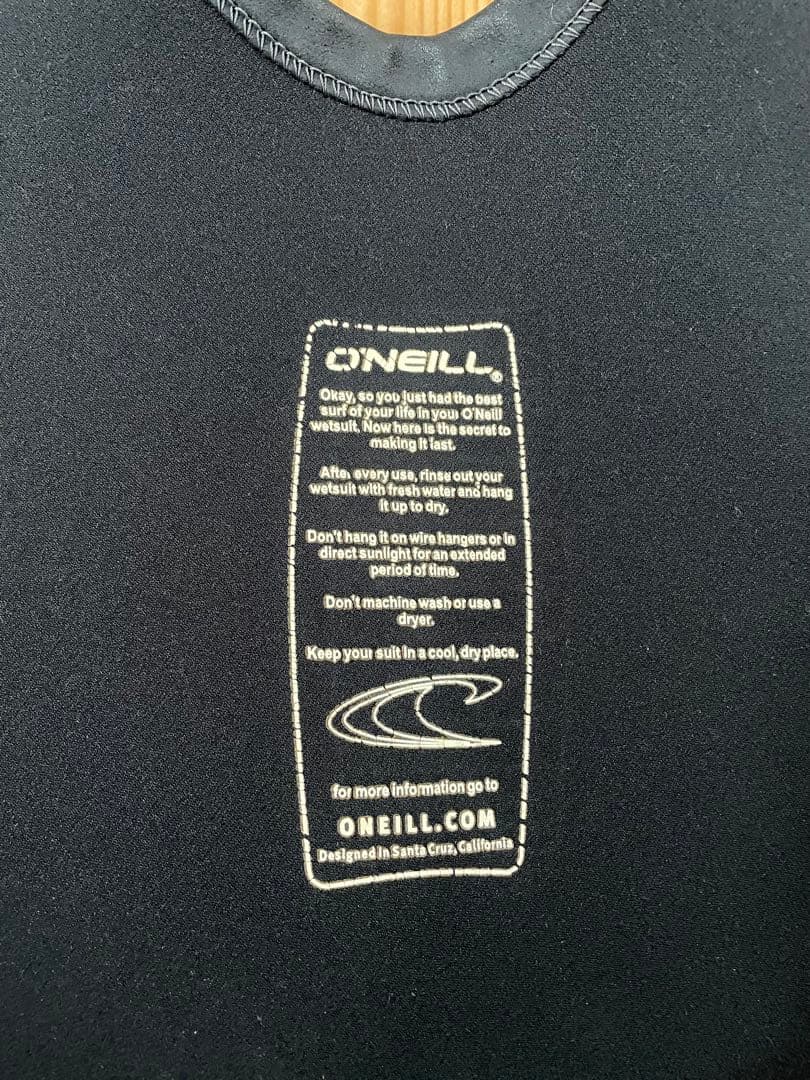 O'NEILL®
Okay, so you just had the best
surf of your life in your O'Neill
wetsuit. Now here is the secret to
making it last.
After every use, rinse out your
wetsuit with fresh water and hang
it up to dry.
Don't hang it on wire hangers or in
direct sunlight for an extended
period of time.
Don't machine wash or use a
dryer.
Keep your suit in a cool, dry place.
for more information go to
ONEILL.COM
Designed in Santa Cruz, California